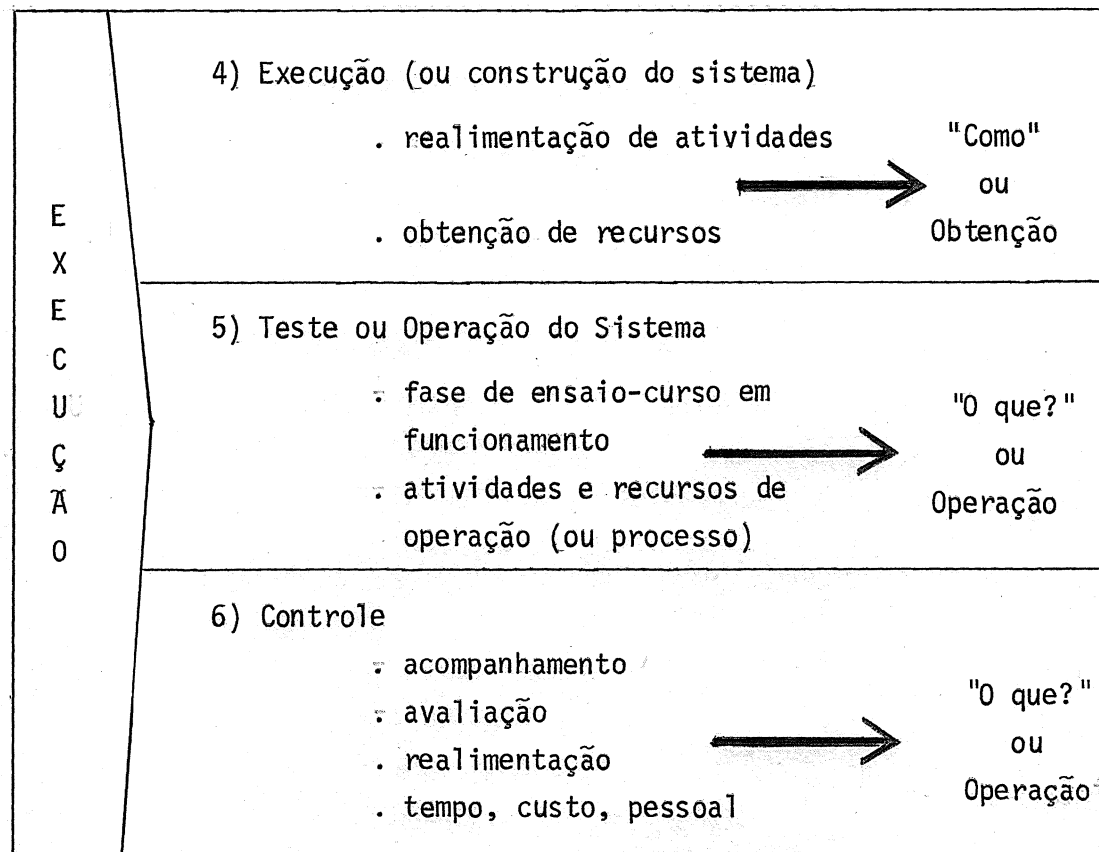 EXECUÇÃO
4) Execução (ou construção do sistema)
. realimentação de atividades
"Como"
ou
. obtenção de recursos
Obtenção
5) Teste ou Operação do Sistema
. fase de ensaio-curso em
funcionamento
"O que?"
ou
. atividades e recursos de
Operação
operação (ou processo)
6) Controle
. acompanhamento
. avaliação
"O que?"
. realimentação
ou
. tempo, custo, pessoal
Operação